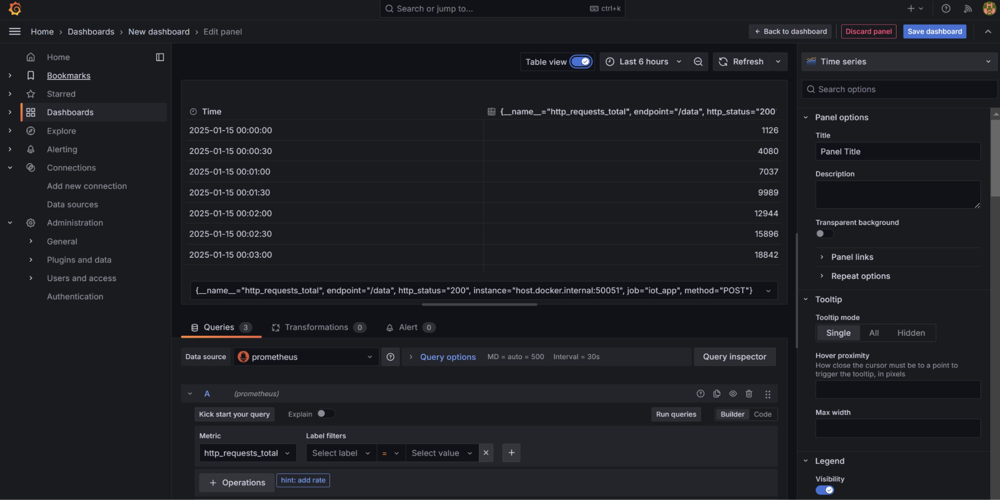 Search or jump to...
ctrl+k
Home › Dashboards › New dashboard › Edit panel
Back to dashboard
Discard panel
Save dashboard
Home
Bookmarks
Starred
Dashboards
Explore
Alerting
Connections
Add new connection
Data sources
Administration
General
Plugins and data
Users and access
Authentication
Table view
Last 6 hours
Refresh
Time {__name__="http_requests_total", endpoint="/data", http_status="200"
2025-01-15 00:00:00 1126
2025-01-15 00:00:30 4080
2025-01-15 00:01:00 7037
2025-01-15 00:01:30 9989
2025-01-15 00:02:00 12944
2025-01-15 00:02:30 15896
2025-01-15 00:03:00 18842
{__name__="http_requests_total", endpoint="/data", http_status="200", instance="host.docker.internal:50051", job="iot_app", method="POST"}
Queries 3
Transformations 0
Alert 0
Data source
prometheus
Query options
MD = auto = 500
Interval = 30s
Query inspector
A (prometheus)
Kick start your query
Explain
Run queries
Builder
Code
Metric
Label filters
http_requests_total
Select label
=
Select value
+ Operations
hint: add rate
Time series
Search options
Panel options
Title
Panel Title
Description
Transparent background
Panel links
Repeat options
Tooltip
Tooltip mode
Single
All
Hidden
Hover proximity
How close the cursor must be to a point to
trigger the tooltip, in pixels
Max width
Legend
Visibility